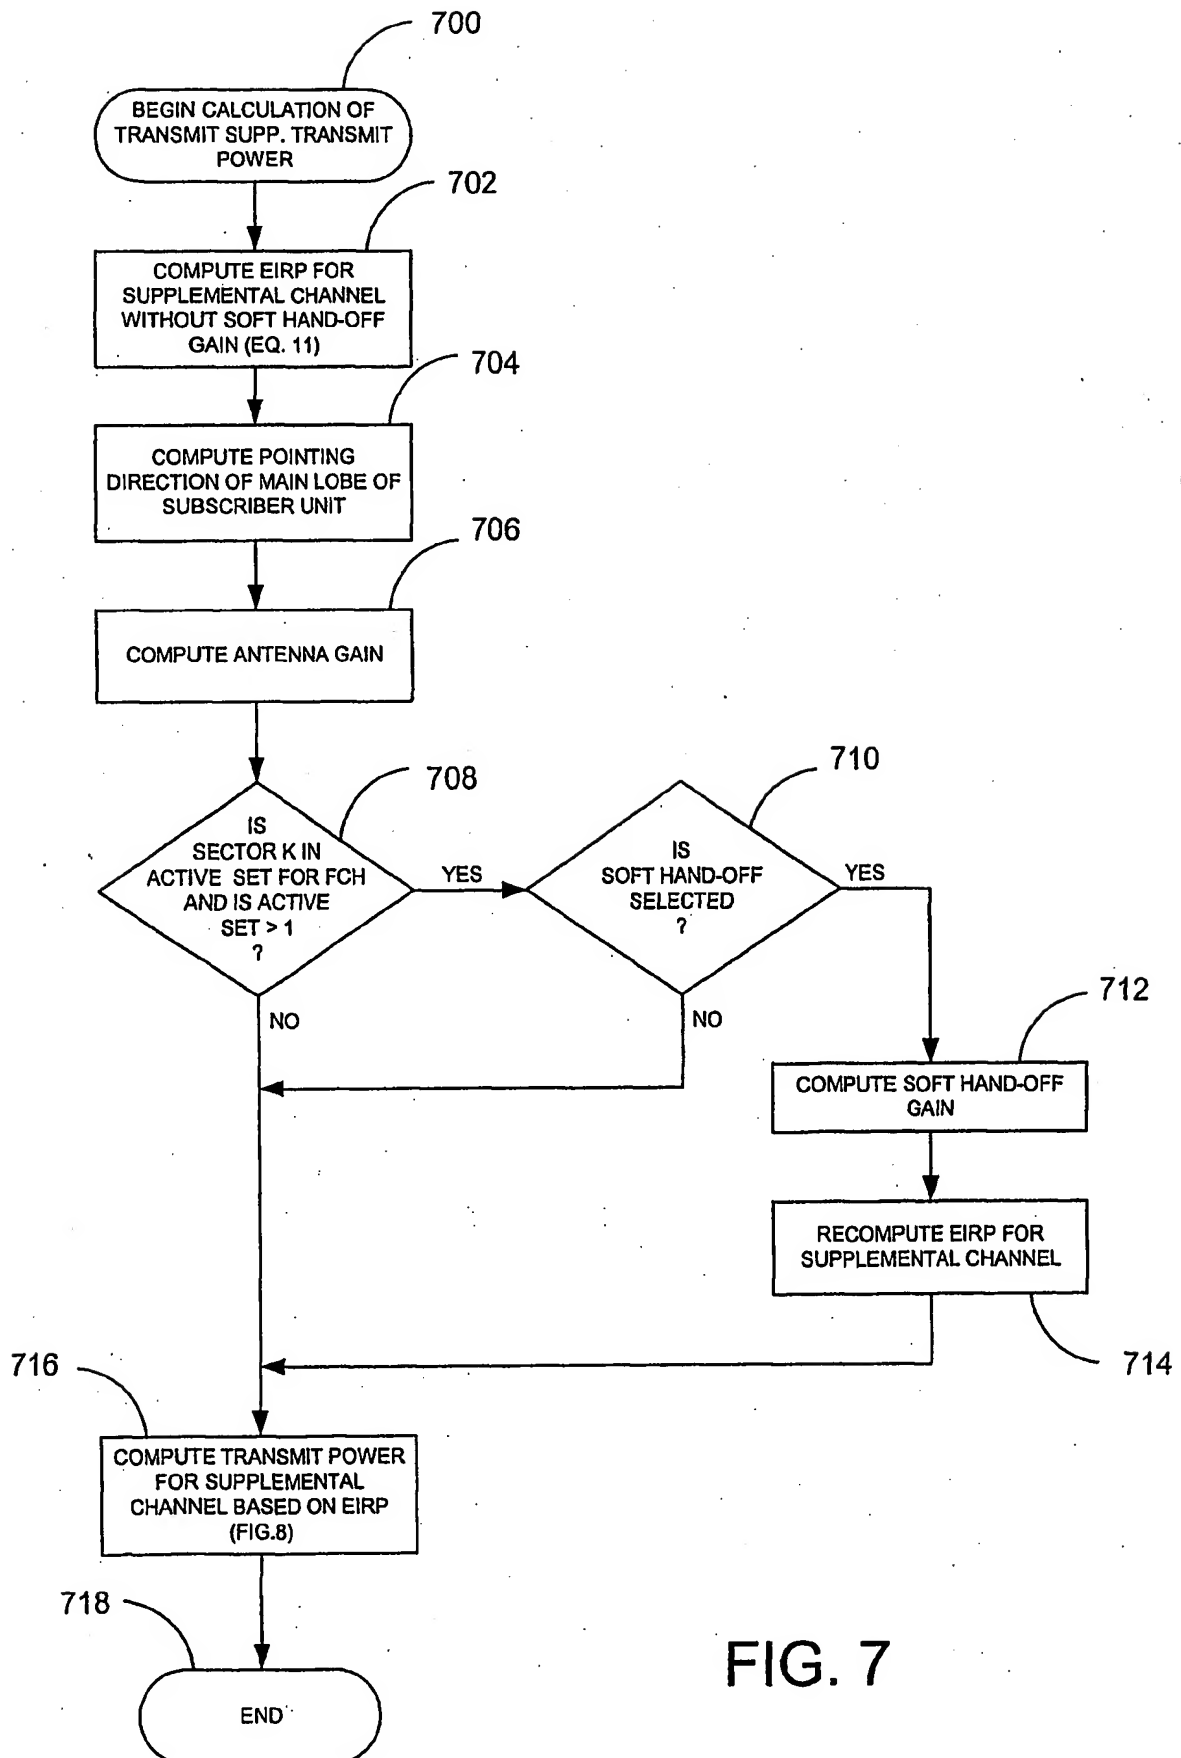 700
BEGIN CALCULATION OF
TRANSMIT SUPP. TRANSMIT
POWER
702
COMPUTE EIRP FOR
SUPPLEMENTAL CHANNEL
WITHOUT SOFT HAND-OFF
GAIN (EQ. 11)
704
COMPUTE POINTING
DIRECTION OF MAIN LOBE OF
SUBSCRIBER UNIT
706
COMPUTE ANTENNA GAIN
708
IS
SECTOR K IN
ACTIVE SET FOR FCH
AND IS ACTIVE
SET > 1
?
YES
NO
710
IS
SOFT HAND-OFF
SELECTED
?
YES
NO
712
COMPUTE SOFT HAND-OFF
GAIN
RECOMPUTE EIRP FOR
SUPPLEMENTAL CHANNEL
714
716
COMPUTE TRANSMIT POWER
FOR SUPPLEMENTAL
CHANNEL BASED ON EIRP
(FIG.8)
718
END
FIG. 7